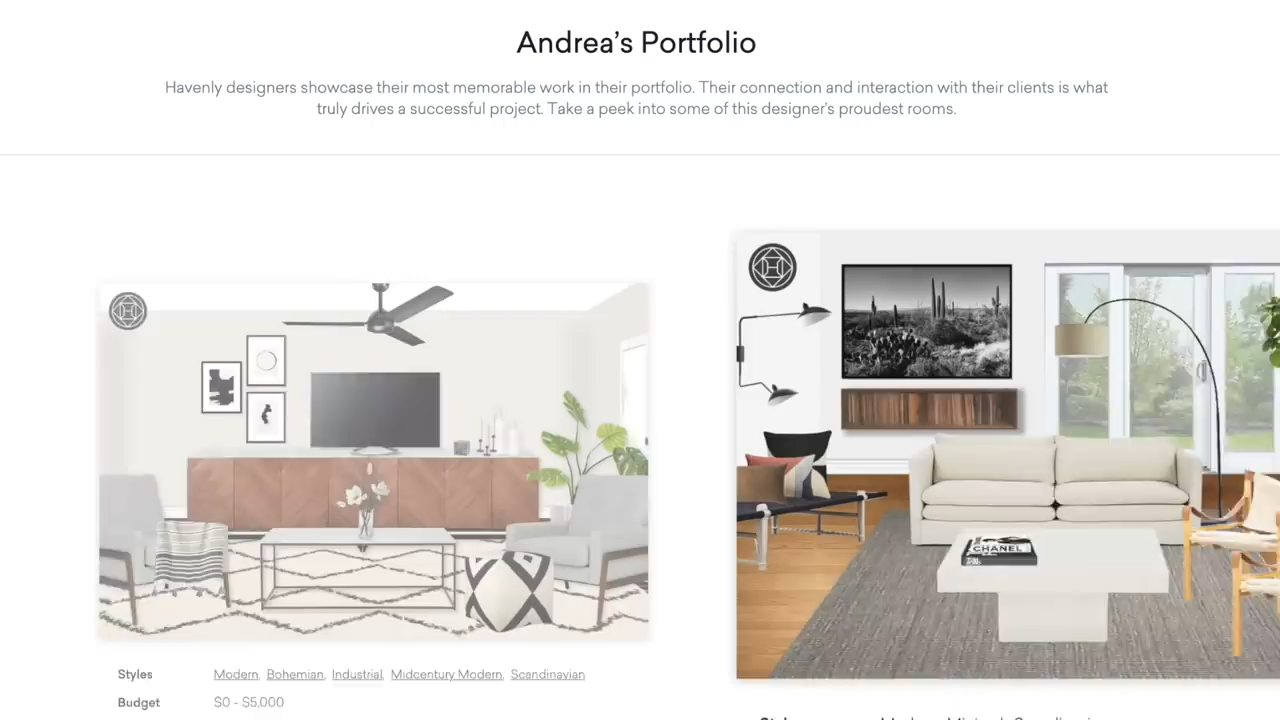 Andrea's Portfolio
Havenly designers showcase their most memorable work in their portfolio. Their connection and interaction with their clients is what
truly drives a successful project. Take a peek into some of this designer's proudest rooms.
CHANEL
Styles Modern, Bohemian, Industrial, Midcentury Modern, Scandinavian
Budget $0 - $5,000